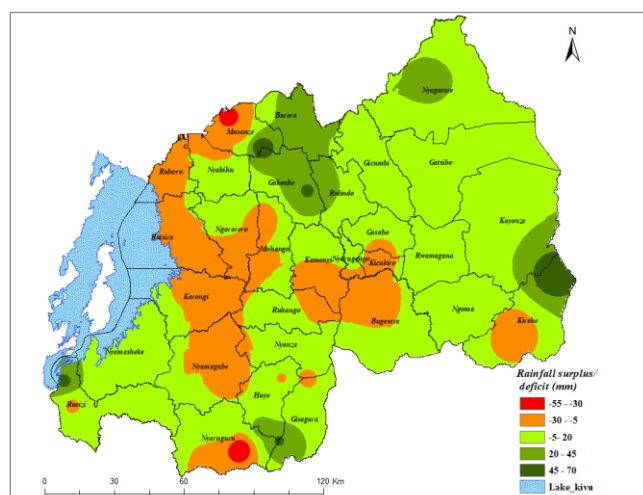 N
Nyagatare
Burera
Musanze
Gicumbi
Gatsibo
Rubavu
Nyabihu
Gakenke
Rulindo
Kayonza
Ngororero
Rutsiro
Gasabo
Muhanga
Kamonyi
Nyarugenge
Kicukiro
Rwamagana
Karongi
Ruhango
Bugesera
Ngoma
Kirehe
Nyamasheke
Nyanza
Nyamagabe
Rusizi
Huye
Gisagara
Nyaruguru
Rainfall surplus/
deficit (mm)
-55 - -30
-30 - -5
-5- 20
20 - 45
45 - 70
Lake_kivu
0 30 60 120 Km